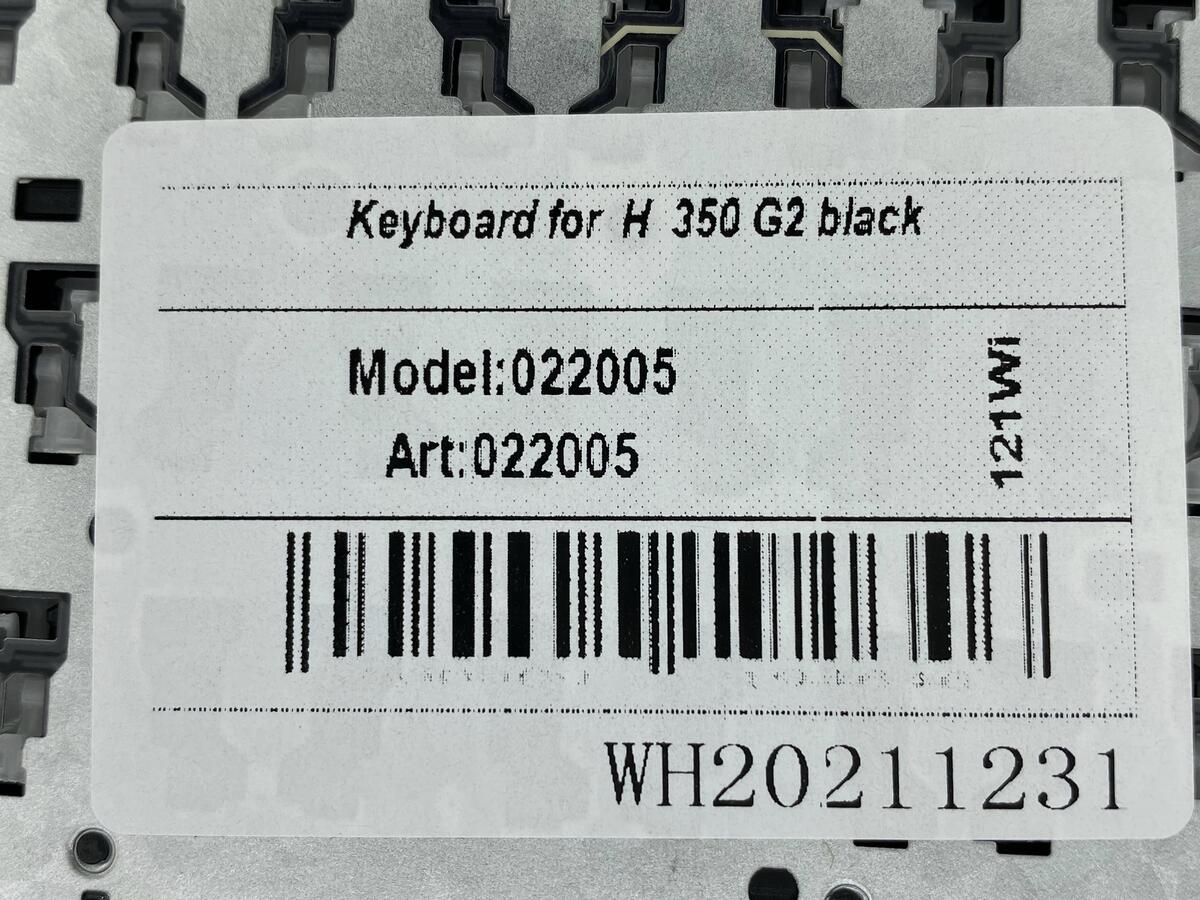 Keyboard for H 350 G2 black
Model:022005
Art:022005
121Wi
WH20211231